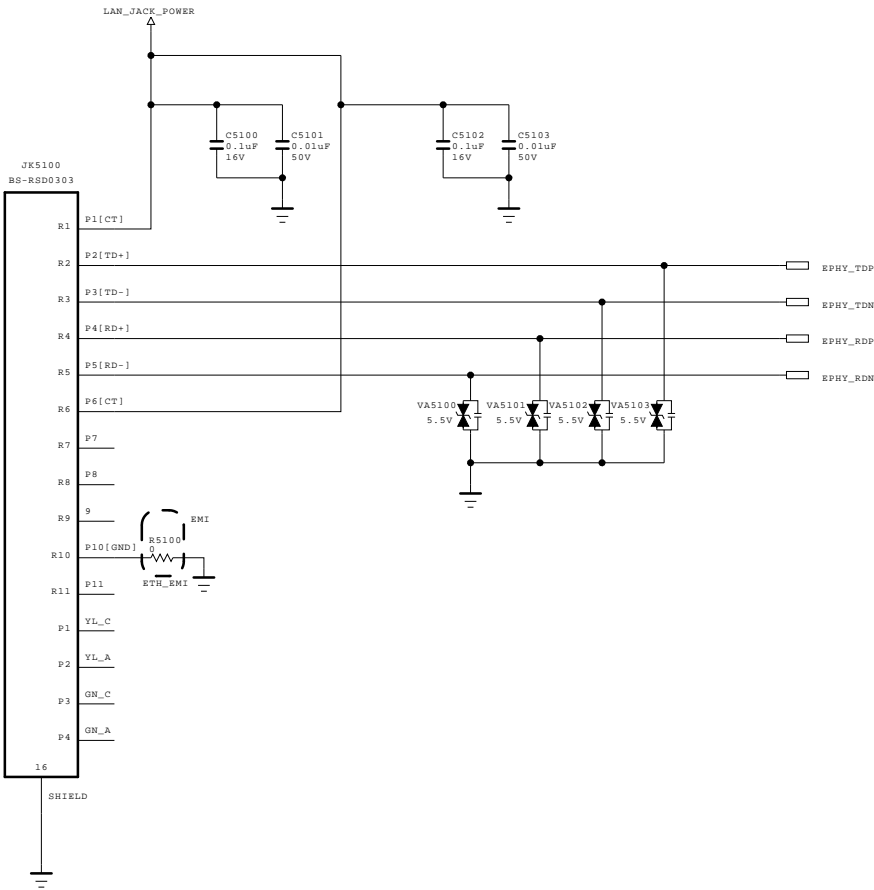 LAN_JACK_POWER
C5100
0.1uF
16V
C5101
0.01uF
50V
C5102
0.1uF
16V
C5103
0.01uF
50V
JK5100
BS-RSD0303
R1 P1[CT]
R2 P2[TD+]
EPHY_TDP
R3 P3[TD-]
EPHY_TDN
R4 P4[RD+]
EPHY_RDP
R5 P5[RD-]
EPHY_RDN
R6 P6[CT]
VA5100
5.5V
VA5101
5.5V
VA5102
5.5V
VA5103
5.5V
R7 P7
R8 P8
R9 9
EMI
R10 P10[GND]
R5100
0
ETH_EMI
R11 P11
P1 YL_C
P2 YL_A
P3 GN_C
P4 GN_A
16
SHIELD